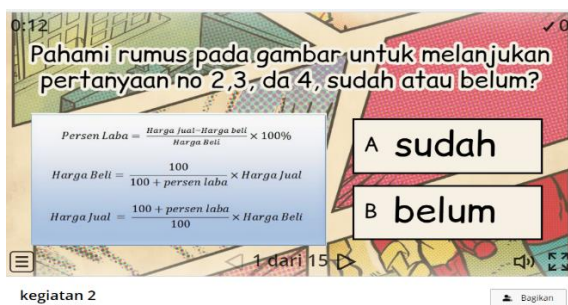 0:12
✓ 0
Pahami rumus pada gambar untuk melanjukan
pertanyaan no 2,3, da 4, sudah atau belum?
Persen Laba = Harga jual−Harga beli / Harga Beli × 100%
Harga Beli = 100 / 100 + persen laba × Harga Jual
Harga Jual = 100 + persen laba / 100 × Harga Beli
A sudah
B belum
1 dari 15
kegiatan 2
Bagikan